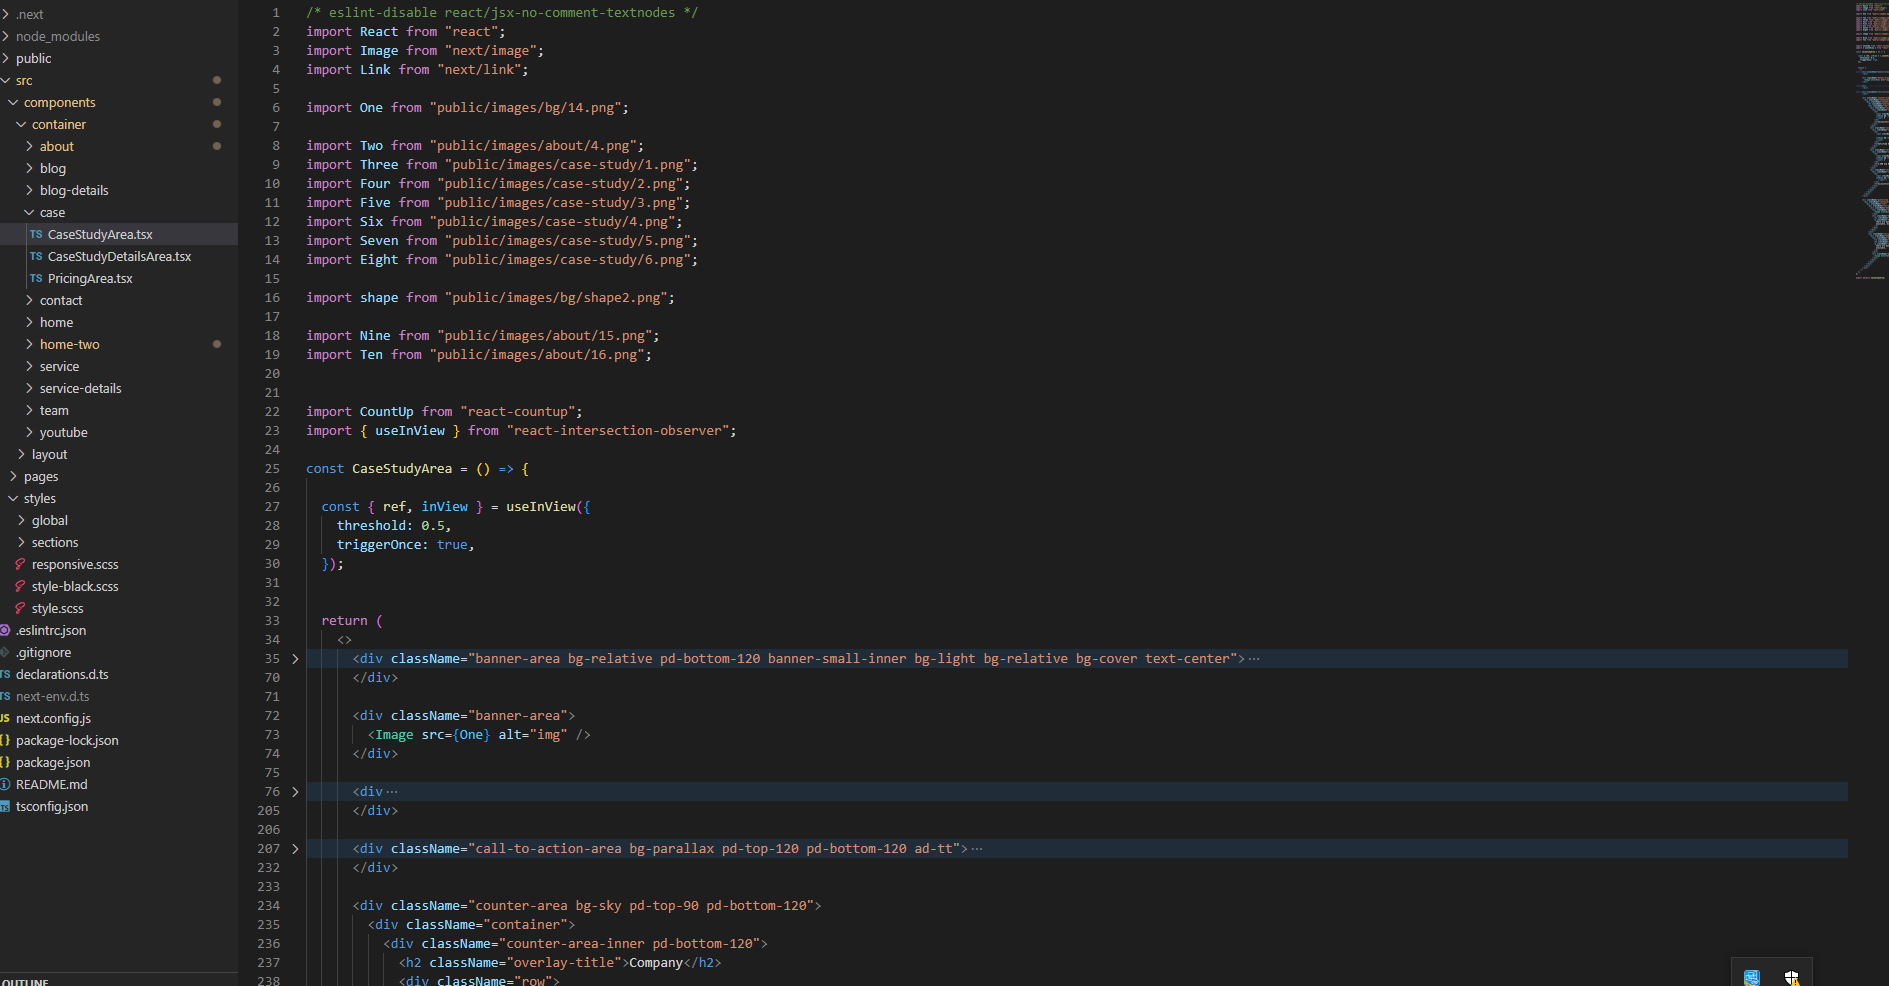 .next
node_modules
public
src
components
container
about
blog
blog-details
case
TS CaseStudyArea.tsx
TS CaseStudyDetailsArea.tsx
TS PricingArea.tsx
contact
home
home-two
service
service-details
team
youtube
layout
pages
styles
global
sections
responsive.scss
style-black.scss
style.scss
.eslintrc.json
.gitignore
TS declarations.d.ts
TS next-env.d.ts
JS next.config.js
{} package-lock.json
{} package.json
README.md
TS tsconfig.json
OUTLINE
1 /* eslint-disable react/jsx-no-comment-textnodes */
2 import React from "react";
3 import Image from "next/image";
4 import Link from "next/link";
5
6 import One from "public/images/bg/14.png";
7
8 import Two from "public/images/about/4.png";
9 import Three from "public/images/case-study/1.png";
10 import Four from "public/images/case-study/2.png";
11 import Five from "public/images/case-study/3.png";
12 import Six from "public/images/case-study/4.png";
13 import Seven from "public/images/case-study/5.png";
14 import Eight from "public/images/case-study/6.png";
15
16 import shape from "public/images/bg/shape2.png";
17
18 import Nine from "public/images/about/15.png";
19 import Ten from "public/images/about/16.png";
20
21
22 import CountUp from "react-countup";
23 import { useInView } from "react-intersection-observer";
24
25 const CaseStudyArea = () => {
26
27 const { ref, inView } = useInView({
28 threshold: 0.5,
29 triggerOnce: true,
30 });
31
32
33 return (
34 <>
35 <div className="banner-area bg-relative pd-bottom-120 banner-small-inner bg-light bg-relative bg-cover text-center">···
70 </div>
71
72 <div className="banner-area">
73 <Image src={One} alt="img" />
74 </div>
75
76 <div···
205 </div>
206
207 <div className="call-to-action-area bg-parallax pd-top-120 pd-bottom-120 ad-tt">···
232 </div>
233
234 <div className="counter-area bg-sky pd-top-90 pd-bottom-120">
235 <div className="container">
236 <div className="counter-area-inner pd-bottom-120">
237 <h2 className="overlay-title">Company</h2>
238 <div className="row">